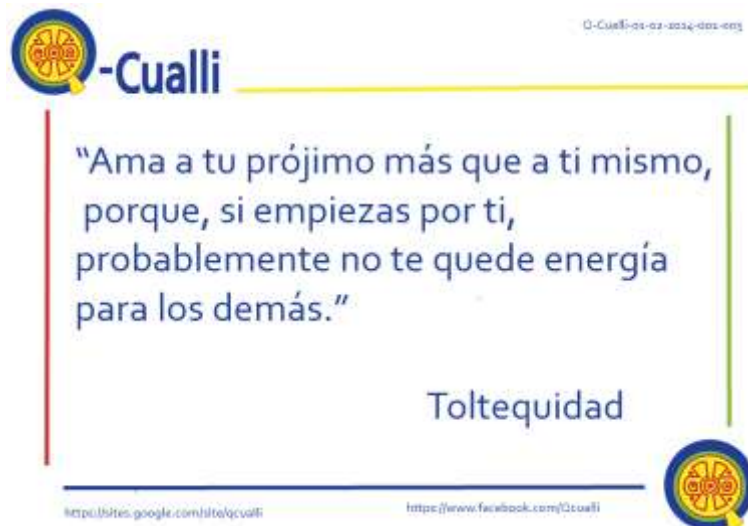 Q-Cualli-01-02-2014-001-003
Q-Cualli
“Ama a tu prójimo más que a ti mismo,
porque, si empiezas por ti,
probablemente no te quede energía
para los demás.”
Toltequidad
https://sites.google.com/site/qcualli
https://www.facebook.com/Qcualli